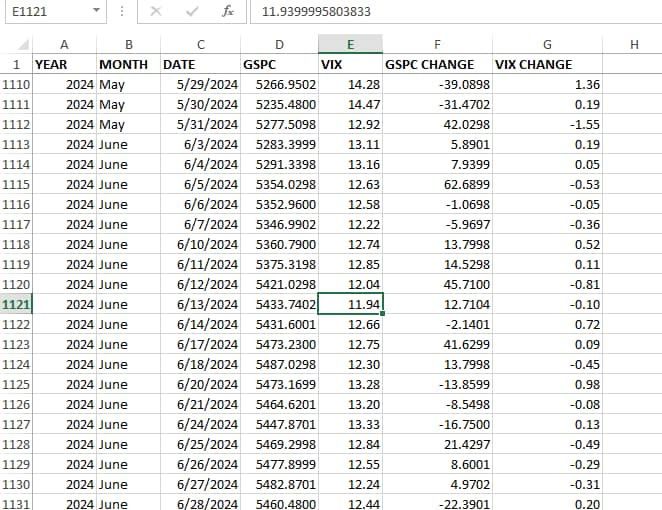 E1121 fx 11.9399995803833
A B C D E F G H
1 YEAR MONTH DATE GSPC VIX GSPC CHANGE VIX CHANGE
1110 2024 May 5/29/2024 5266.9502 14.28 -39.0898 1.36
1111 2024 May 5/30/2024 5235.4800 14.47 -31.4702 0.19
1112 2024 May 5/31/2024 5277.5098 12.92 42.0298 -1.55
1113 2024 June 6/3/2024 5283.3999 13.11 5.8901 0.19
1114 2024 June 6/4/2024 5291.3398 13.16 7.9399 0.05
1115 2024 June 6/5/2024 5354.0298 12.63 62.6899 -0.53
1116 2024 June 6/6/2024 5352.9600 12.58 -1.0698 -0.05
1117 2024 June 6/7/2024 5346.9902 12.22 -5.9697 -0.36
1118 2024 June 6/10/2024 5360.7900 12.74 13.7998 0.52
1119 2024 June 6/11/2024 5375.3198 12.85 14.5298 0.11
1120 2024 June 6/12/2024 5421.0298 12.04 45.7100 -0.81
1121 2024 June 6/13/2024 5433.7402 11.94 12.7104 -0.10
1122 2024 June 6/14/2024 5431.6001 12.66 -2.1401 0.72
1123 2024 June 6/17/2024 5473.2300 12.75 41.6299 0.09
1124 2024 June 6/18/2024 5487.0298 12.30 13.7998 -0.45
1125 2024 June 6/20/2024 5473.1699 13.28 -13.8599 0.98
1126 2024 June 6/21/2024 5464.6201 13.20 -8.5498 -0.08
1127 2024 June 6/24/2024 5447.8701 13.33 -16.7500 0.13
1128 2024 June 6/25/2024 5469.2998 12.84 21.4297 -0.49
1129 2024 June 6/26/2024 5477.8999 12.55 8.6001 -0.29
1130 2024 June 6/27/2024 5482.8701 12.24 4.9702 -0.31
1131 2024 June 6/28/2024 5460.4800 12.44 -22.3901 0.20